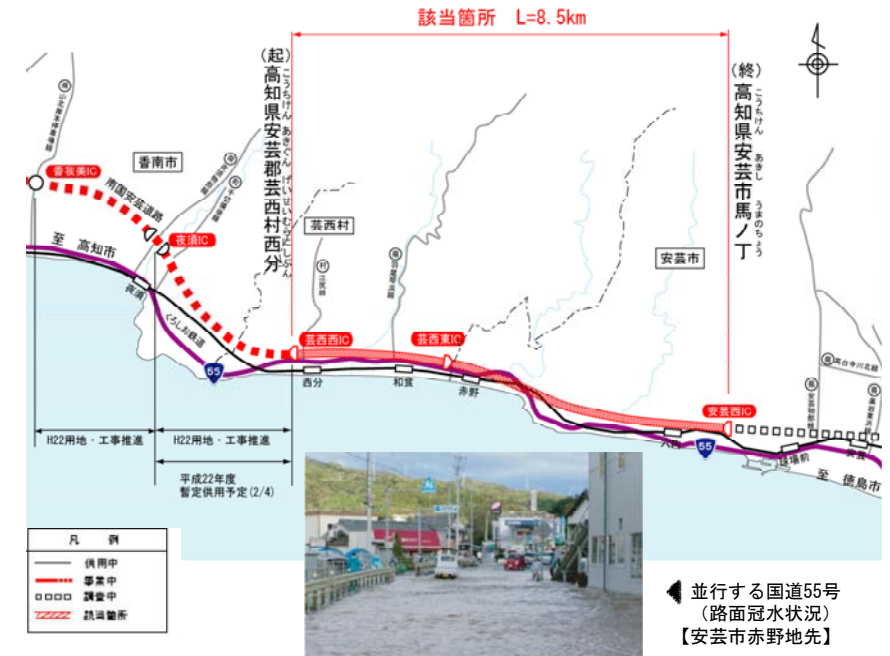 該当箇所 L=8.5km
(起)高知県安芸郡芸西村西分
こうちけん あきぐん げいせいむらにしぶん
(終)高知県安芸市馬ノ丁
こうちけん あきし うまのちょう
香我美IC
香南市
南国安芸道路
夜須IC
芸西村
安芸市
至 高知市
夜須
くろしお鉄道
55
芸西西IC
芸西東IC
安芸西IC
西分
和食
赤野
穴内
55
球場前
安芸
至 徳島市
H22用地・工事推進
H22用地・工事推進
平成22年度
暫定供用予定(2/4)
凡 例
供用中
事業中
調査中
該当箇所
並行する国道55号
(路面冠水状況)
【安芸市赤野地先】